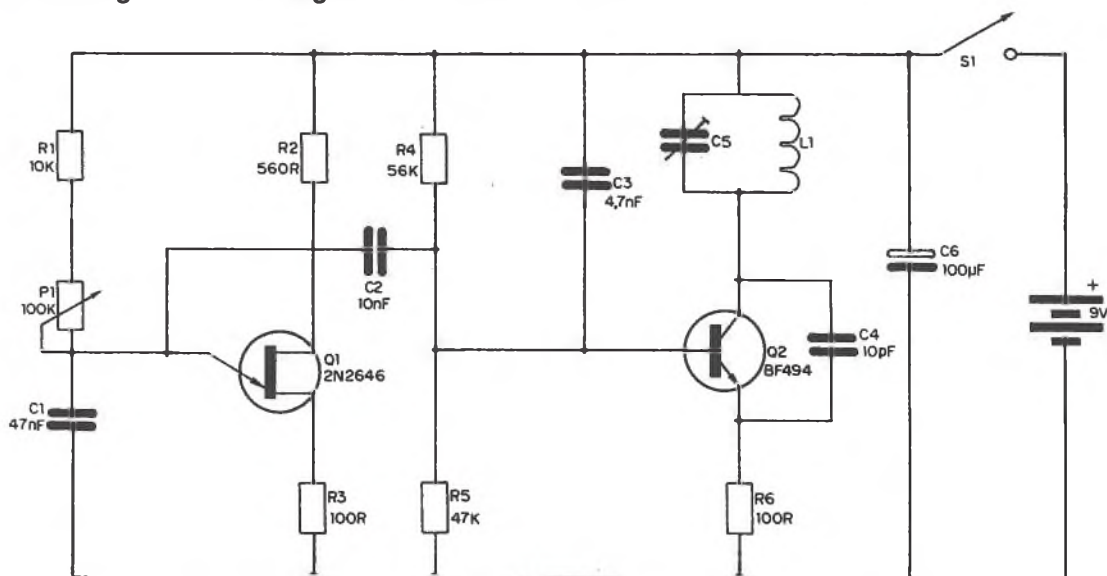 S1
R1
10K
R2
560R
R4
56K
C5
L1
C3
4,7nF
C2
10nF
C6
100µF
+
9V
P1
100K
Q1
2N2646
Q2
BF494
C4
10pF
C1
47nF
R3
100R
R5
47K
R6
100R